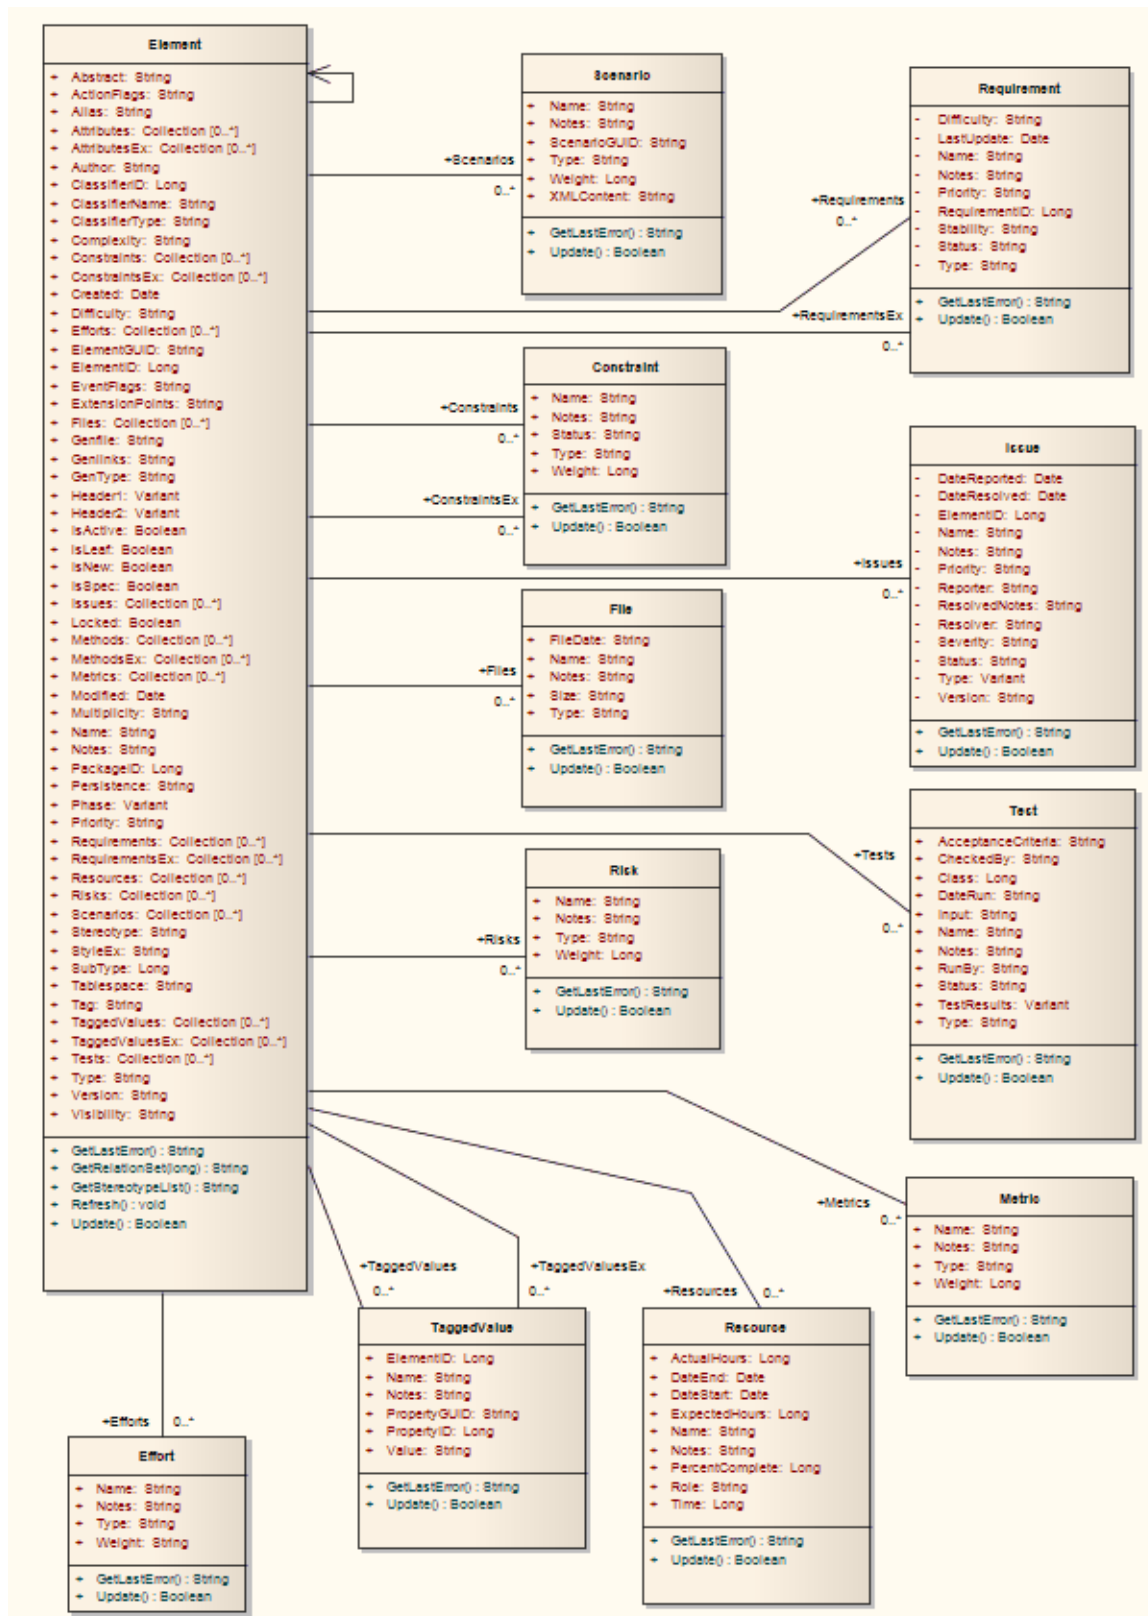 Element
+ Abstract: String
+ ActionFlags: String
+ Alias: String
+ Attributes: Collection [0..*]
+ AttributesEx: Collection [0..*]
+ Author: String
+ ClassifierID: Long
+ ClassifierName: String
+ ClassifierType: String
+ Complexity: String
+ Constraints: Collection [0..*]
+ ConstraintsEx: Collection [0..*]
+ Created: Date
+ Difficulty: String
+ Efforts: Collection [0..*]
+ ElementGUID: String
+ ElementID: Long
+ EventFlags: String
+ ExtensionPoints: String
+ Files: Collection [0..*]
+ Genfile: String
+ Genlinks: String
+ GenType: String
+ Header1: Variant
+ Header2: Variant
+ IsActive: Boolean
+ IsLeaf: Boolean
+ IsNew: Boolean
+ IsSpec: Boolean
+ Issues: Collection [0..*]
+ Locked: Boolean
+ Methods: Collection [0..*]
+ MethodsEx: Collection [0..*]
+ Metrics: Collection [0..*]
+ Modified: Date
+ Multiplicity: String
+ Name: String
+ Notes: String
+ PackageID: Long
+ Persistence: String
+ Phase: Variant
+ Priority: String
+ Requirements: Collection [0..*]
+ RequirementsEx: Collection [0..*]
+ Resources: Collection [0..*]
+ Risks: Collection [0..*]
+ Scenarios: Collection [0..*]
+ Stereotype: String
+ StyleEx: String
+ SubType: Long
+ Tablespace: String
+ Tag: String
+ TaggedValues: Collection [0..*]
+ TaggedValuesEx: Collection [0..*]
+ Tests: Collection [0..*]
+ Type: String
+ Version: String
+ Visibility: String
+ GetLastError() : String
+ GetRelationSet(long) : String
+ GetStereotypeList() : String
+ Refresh() : void
+ Update() : Boolean
+Scenarios
0..*
Scenario
+ Name: String
+ Notes: String
+ ScenarioGUID: String
+ Type: String
+ Weight: Long
+ XMLContent: String
+ GetLastError() : String
+ Update() : Boolean
+Requirements
0..*
+RequirementsEx
0..*
Requirement
- Difficulty: String
- LastUpdate: Date
- Name: String
- Notes: String
- Priority: String
- RequirementID: Long
- Stability: String
- Status: String
- Type: String
+ GetLastError() : String
+ Update() : Boolean
+Constraints
0..*
+ConstraintsEx
0..*
Constraint
+ Name: String
+ Notes: String
+ Status: String
+ Type: String
+ Weight: Long
+ GetLastError() : String
+ Update() : Boolean
+Issues
0..*
Issue
- DateReported: Date
- DateResolved: Date
- ElementID: Long
- Name: String
- Notes: String
- Priority: String
- Reporter: String
- ResolvedNotes: String
- Resolver: String
- Severity: String
- Status: String
- Type: Variant
- Version: String
+ GetLastError() : String
+ Update() : Boolean
+Files
0..*
File
+ FileDate: String
+ Name: String
+ Notes: String
+ Size: String
+ Type: String
+ GetLastError() : String
+ Update() : Boolean
+Tests
0..*
Test
+ AcceptanceCriteria: String
+ CheckedBy: String
+ Class: Long
+ DateRun: String
+ Input: String
+ Name: String
+ Notes: String
+ RunBy: String
+ Status: String
+ TestResults: Variant
+ Type: String
+ GetLastError() : String
+ Update() : Boolean
+Risks
0..*
Risk
+ Name: String
+ Notes: String
+ Type: String
+ Weight: Long
+ GetLastError() : String
+ Update() : Boolean
+Metrics
0..*
Metric
+ Name: String
+ Notes: String
+ Type: String
+ Weight: Long
+ GetLastError() : String
+ Update() : Boolean
+TaggedValues
0..*
+TaggedValuesEx
0..*
TaggedValue
+ ElementID: Long
+ Name: String
+ Notes: String
+ PropertyGUID: String
+ PropertyID: Long
+ Value: String
+ GetLastError() : String
+ Update() : Boolean
+Resources
0..*
Resource
+ ActualHours: Long
+ DateEnd: Date
+ DateStart: Date
+ ExpectedHours: Long
+ Name: String
+ Notes: String
+ PercentComplete: Long
+ Role: String
+ Time: Long
+ GetLastError() : String
+ Update() : Boolean
+Efforts
0..*
Effort
+ Name: String
+ Notes: String
+ Type: String
+ Weight: String
+ GetLastError() : String
+ Update() : Boolean